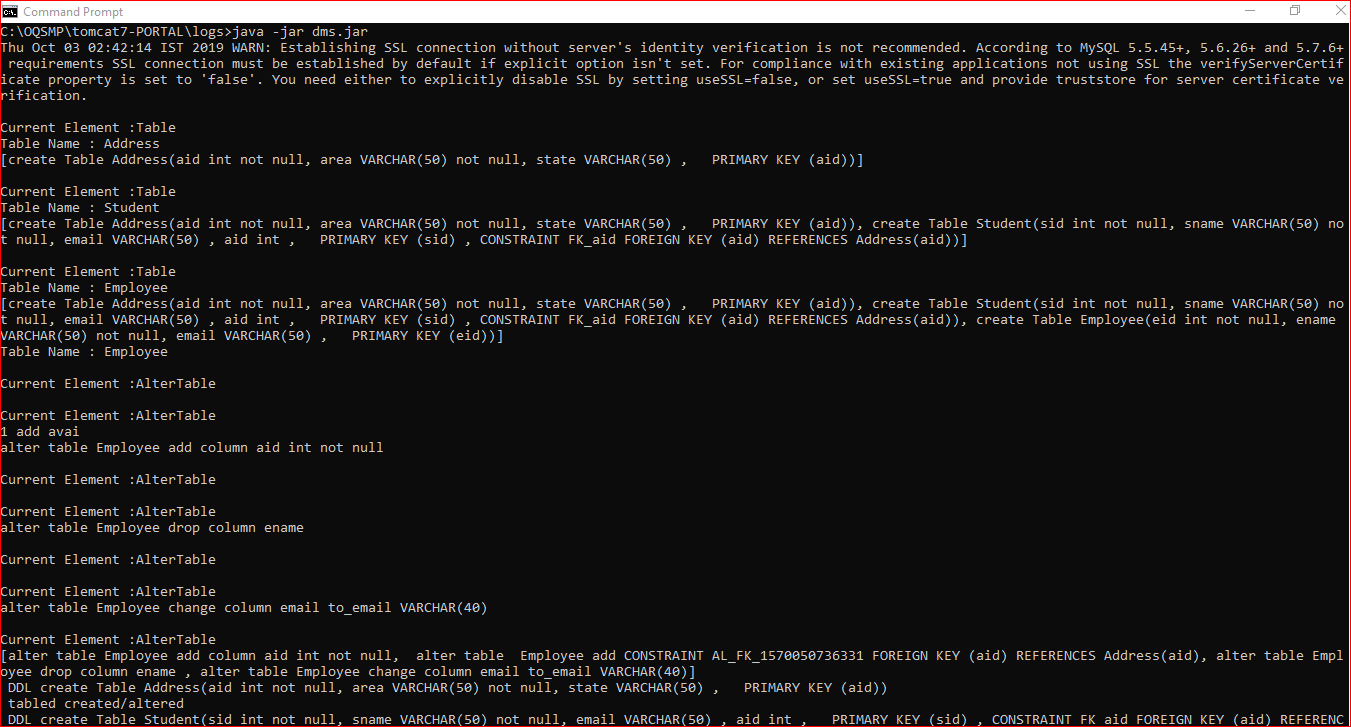 Command Prompt
C:\OQSMP\tomcat7-PORTAL\logs>java -jar dms.jar
Thu Oct 03 02:42:14 IST 2019 WARN: Establishing SSL connection without server's identity verification is not recommended. According to MySQL 5.5.45+, 5.6.26+ and 5.7.6+
 requirements SSL connection must be established by default if explicit option isn't set. For compliance with existing applications not using SSL the verifyServerCertif
icate property is set to 'false'. You need either to explicitly disable SSL by setting useSSL=false, or set useSSL=true and provide truststore for server certificate ve
rification.
Current Element :Table
Table Name : Address
[create Table Address(aid int not null, area VARCHAR(50) not null, state VARCHAR(50) ,   PRIMARY KEY (aid))]
Current Element :Table
Table Name : Student
[create Table Address(aid int not null, area VARCHAR(50) not null, state VARCHAR(50) ,   PRIMARY KEY (aid)), create Table Student(sid int not null, sname VARCHAR(50) no
t null, email VARCHAR(50) , aid int ,   PRIMARY KEY (sid) , CONSTRAINT FK_aid FOREIGN KEY (aid) REFERENCES Address(aid))]
Current Element :Table
Table Name : Employee
[create Table Address(aid int not null, area VARCHAR(50) not null, state VARCHAR(50) ,   PRIMARY KEY (aid)), create Table Student(sid int not null, sname VARCHAR(50) no
t null, email VARCHAR(50) , aid int ,   PRIMARY KEY (sid) , CONSTRAINT FK_aid FOREIGN KEY (aid) REFERENCES Address(aid)), create Table Employee(eid int not null, ename
VARCHAR(50) not null, email VARCHAR(50) ,   PRIMARY KEY (eid))]
Table Name : Employee
Current Element :AlterTable
Current Element :AlterTable
1 add avai
alter table Employee add column aid int not null
Current Element :AlterTable
Current Element :AlterTable
alter table Employee drop column ename
Current Element :AlterTable
Current Element :AlterTable
alter table Employee change column email to_email VARCHAR(40)
Current Element :AlterTable
[alter table Employee add column aid int not null,  alter table  Employee add CONSTRAINT AL_FK_1570050736331 FOREIGN KEY (aid) REFERENCES Address(aid), alter table Empl
oyee drop column ename , alter table Employee change column email to_email VARCHAR(40)]
 DDL create Table Address(aid int not null, area VARCHAR(50) not null, state VARCHAR(50) ,   PRIMARY KEY (aid))
 tabled created/altered
 DDL create Table Student(sid int not null, sname VARCHAR(50) not null, email VARCHAR(50) , aid int ,   PRIMARY KEY (sid) , CONSTRAINT FK_aid FOREIGN KEY (aid) REFERENC